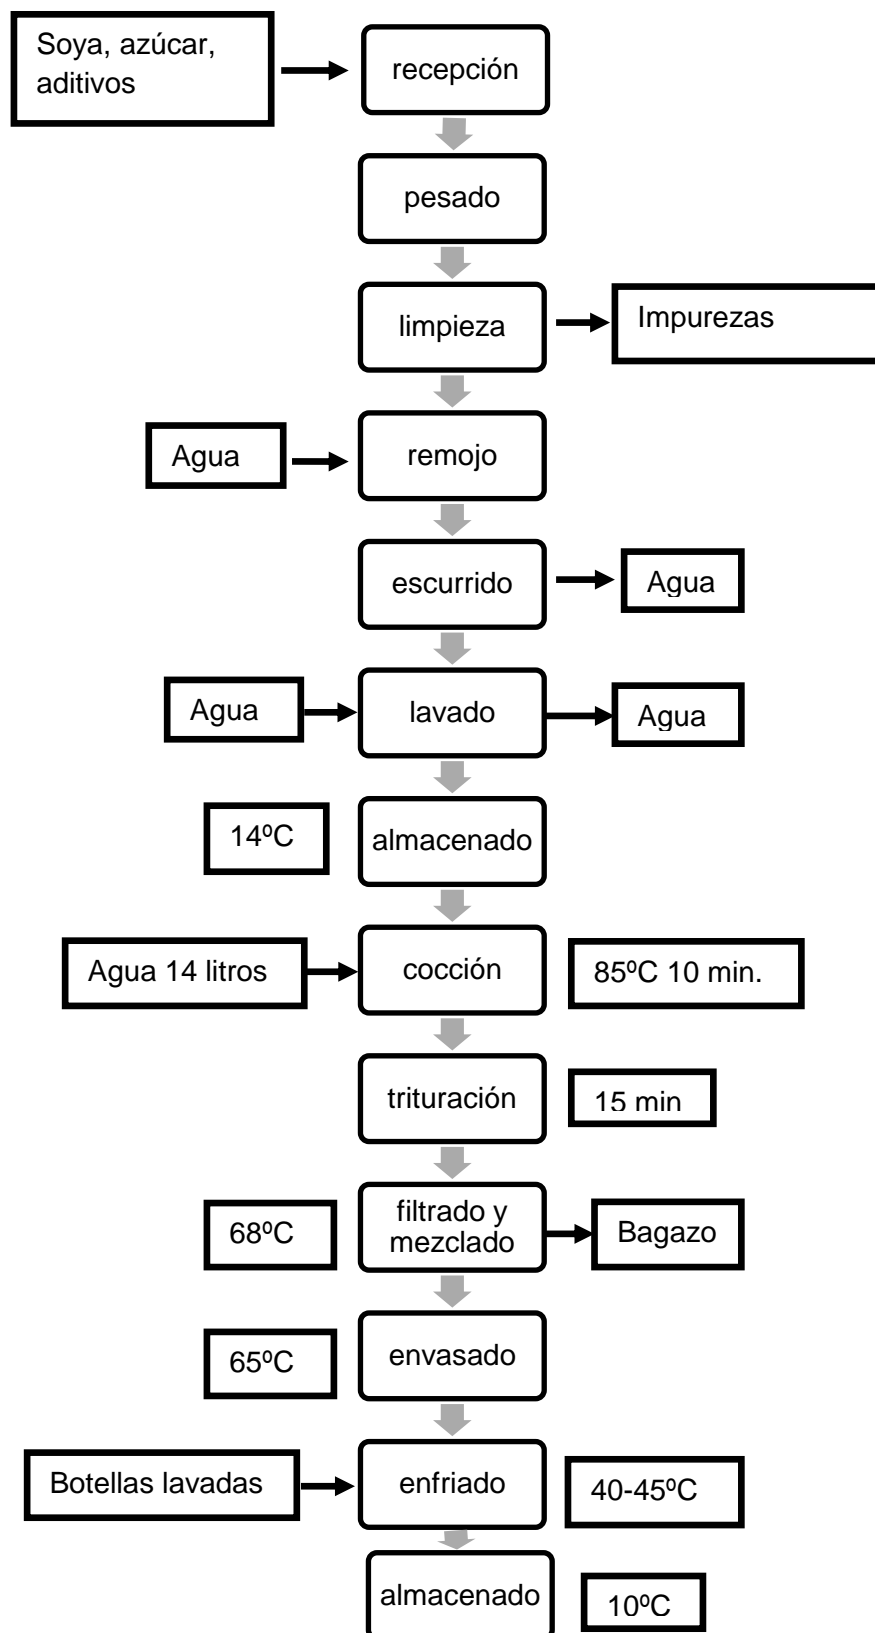 Soya, azúcar,
aditivos
recepción
pesado
limpieza
Impurezas
Agua
remojo
escurrido
Agua
Agua
lavado
Agua
14ºC
almacenado
Agua 14 litros
cocción
85ºC 10 min.
trituración
15 min
68ºC
filtrado y
mezclado
Bagazo
65ºC
envasado
Botellas lavadas
enfriado
40-45ºC
almacenado
10ºC